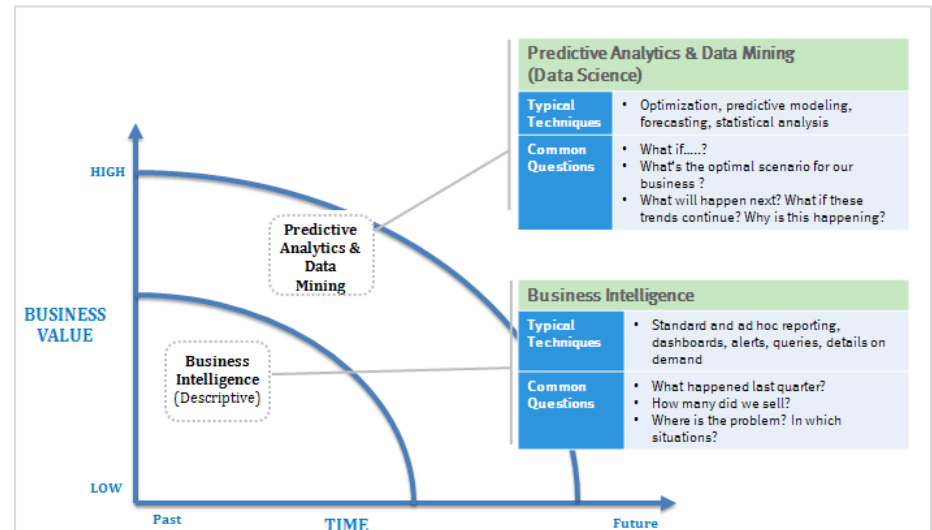 Predictive Analytics & Data Mining
(Data Science)
Typical
Techniques
• Optimization, predictive modeling,
forecasting, statistical analysis
Common
Questions
• What if.....?
• What's the optimal scenario for our
business ?
• What will happen next? What if these
trends continue? Why is this happening?
HIGH
Predictive
Analytics &
Data
Mining
BUSINESS
VALUE
Business
Intelligence
(Descriptive)
Business Intelligence
Typical
Techniques
• Standard and ad hoc reporting,
dashboards, alerts, queries, details on
demand
Common
Questions
• What happened last quarter?
• How many did we sell?
• Where is the problem? In which
situations?
LOW
Past
TIME
Future